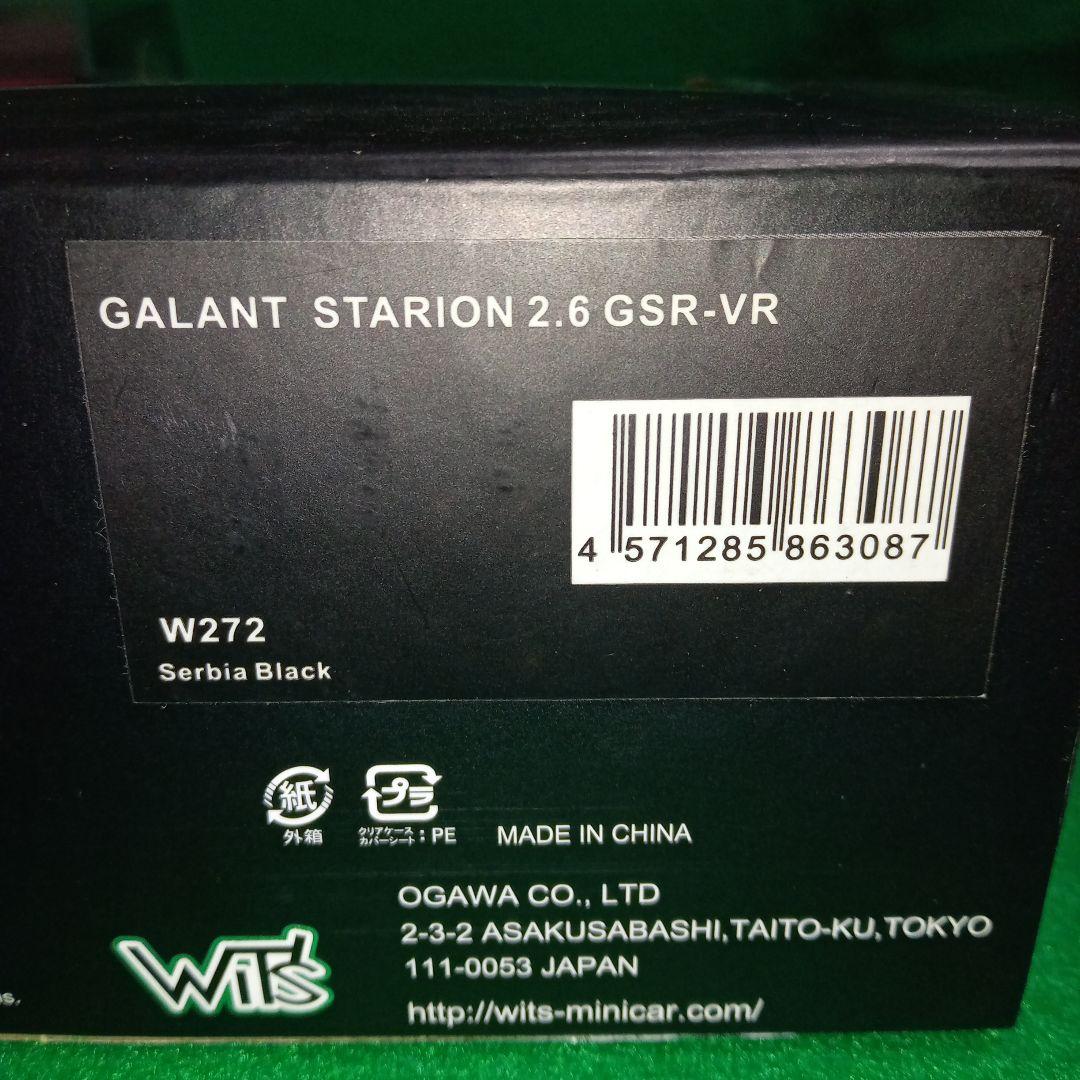 GALANT STARION 2.6 GSR-VR
4 571285 863087
W272
Serbia Black
紙
外箱
プラ
クリアケース
カバーシート : PE
MADE IN CHINA
OGAWA CO., LTD
2-3-2 ASAKUSABASHI,TAITO-KU,TOKYO
111-0053 JAPAN
http://wits-minicar.com/
WiT's